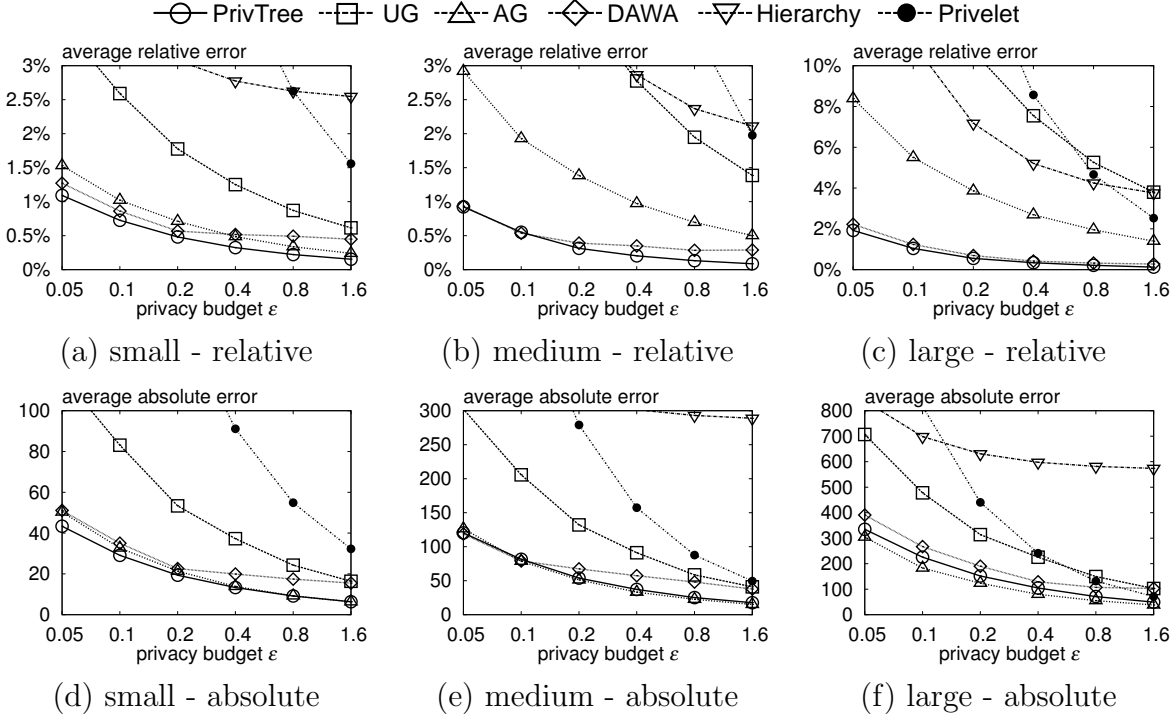 PrivTree UG AG DAWA Hierarchy Privelet
average relative error average relative error average relative error
3% 3% 10%
2.5% 2.5% 8%
2% 2% 6%
1.5% 1.5%
1% 1% 4%
0.5% 0.5% 2%
0% 0% 0%
0.05 0.1 0.2 0.4 0.8 1.6 0.05 0.1 0.2 0.4 0.8 1.6 0.05 0.1 0.2 0.4 0.8 1.6
privacy budget ε privacy budget ε privacy budget ε
(a) small - relative (b) medium - relative (c) large - relative
average absolute error average absolute error average absolute error
100 300 800
80 250 700
60 200 600
40 150 500
20 100 400
0 50 300
0 200
100
0
0.05 0.1 0.2 0.4 0.8 1.6 0.05 0.1 0.2 0.4 0.8 1.6 0.05 0.1 0.2 0.4 0.8 1.6
privacy budget ε privacy budget ε privacy budget ε
(d) small - absolute (e) medium - absolute (f) large - absolute